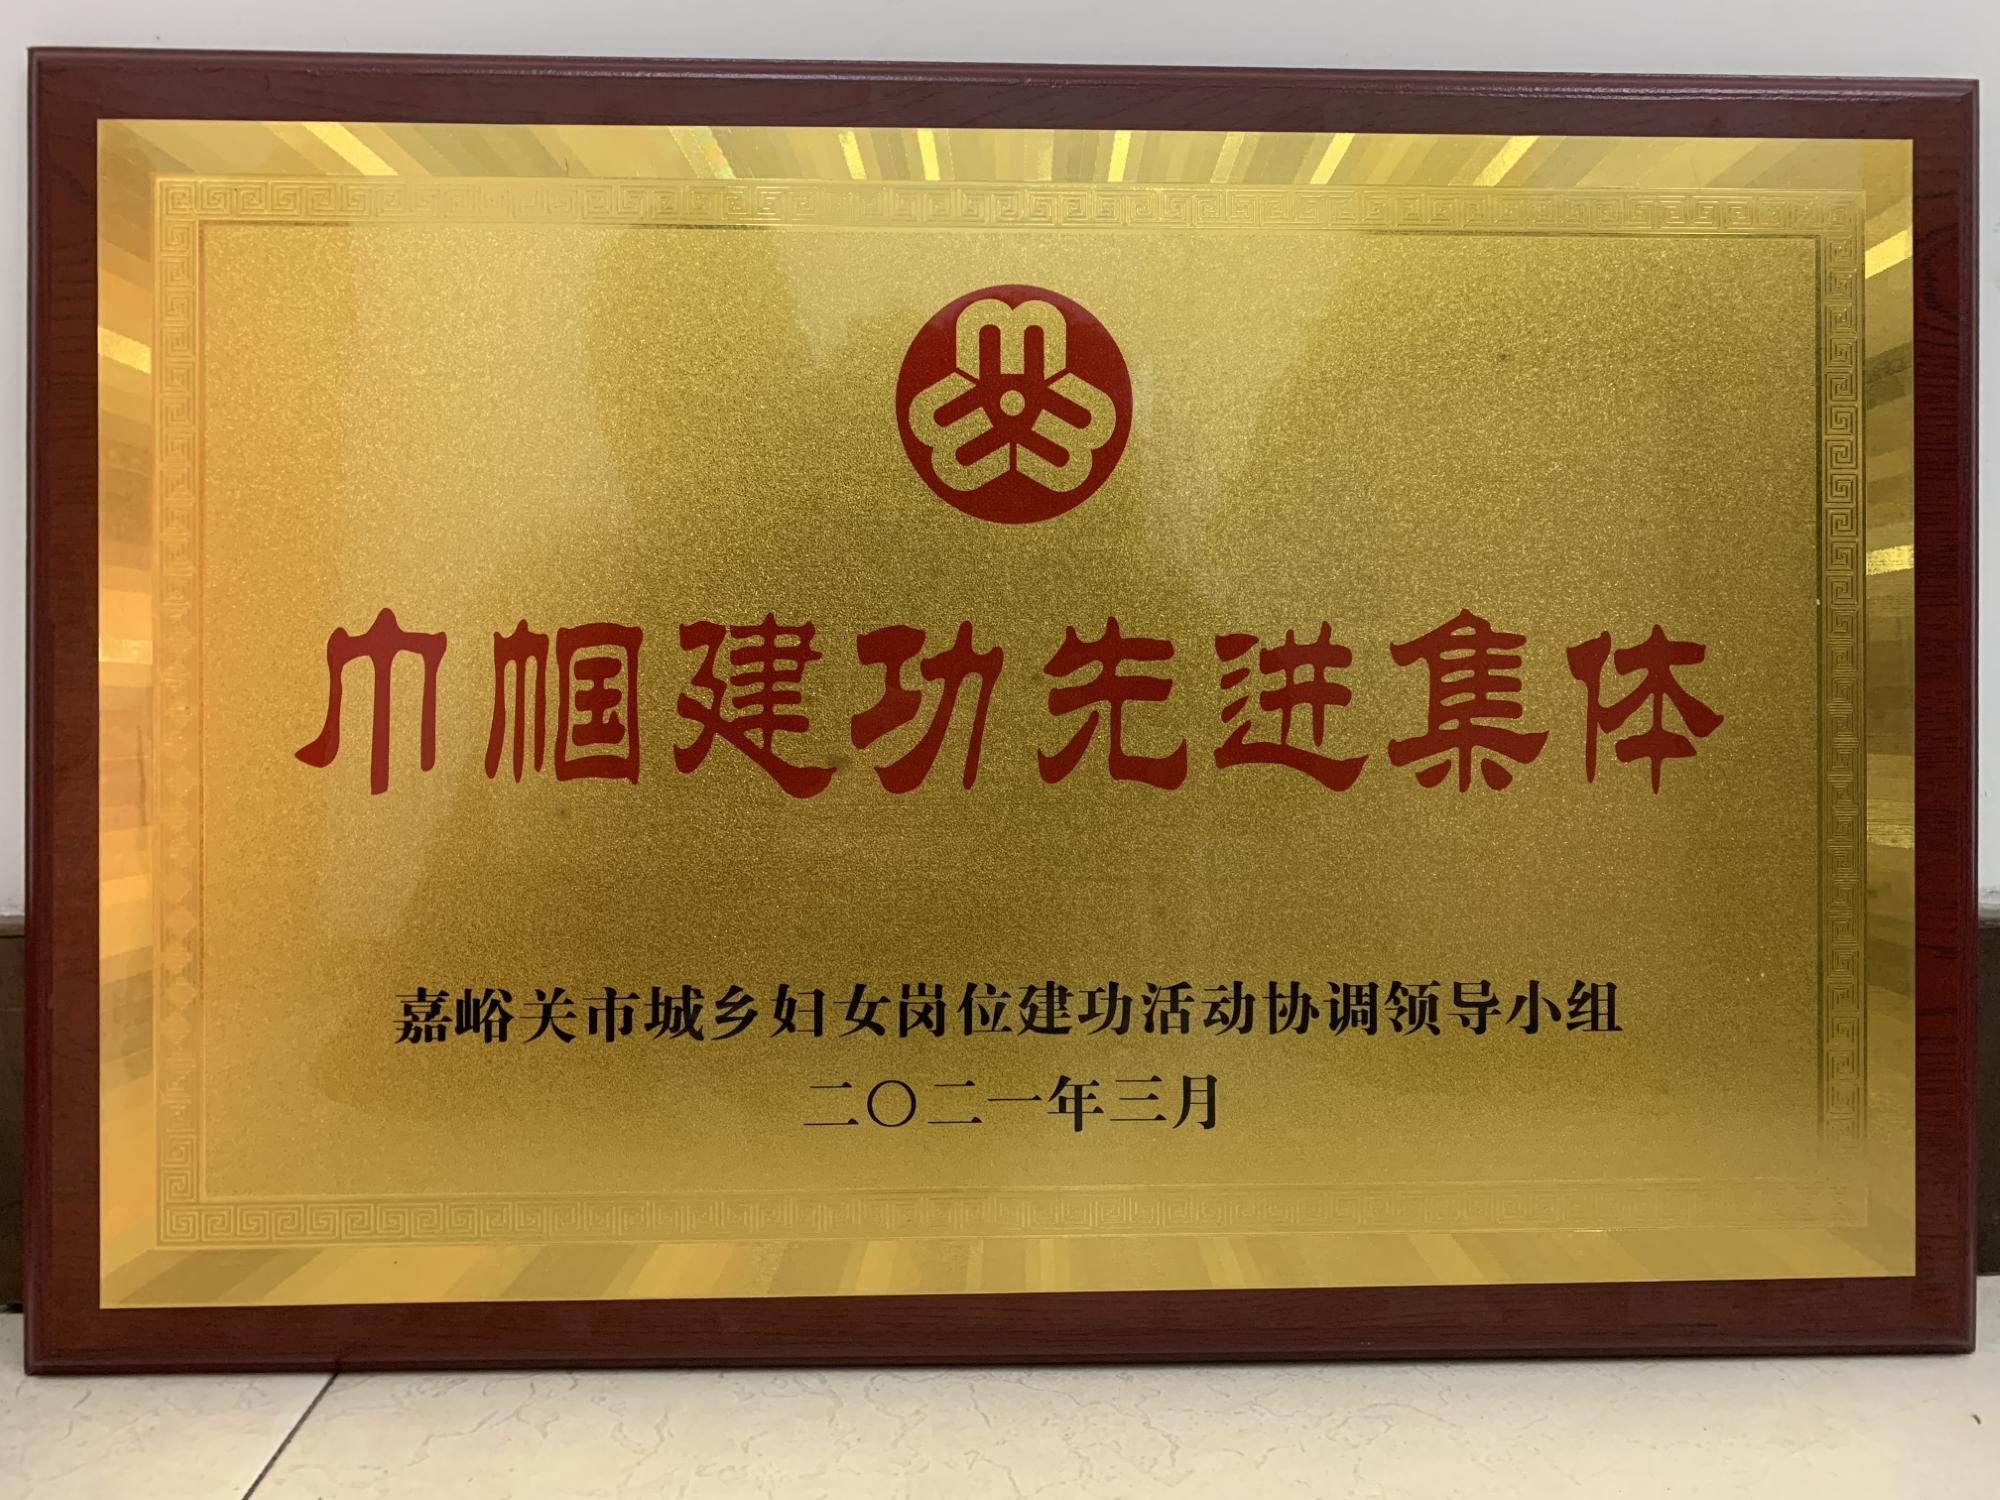 巾帼建功先进集体
嘉峪关市城乡妇女岗位建功活动协调领导小组
二〇二一年三月